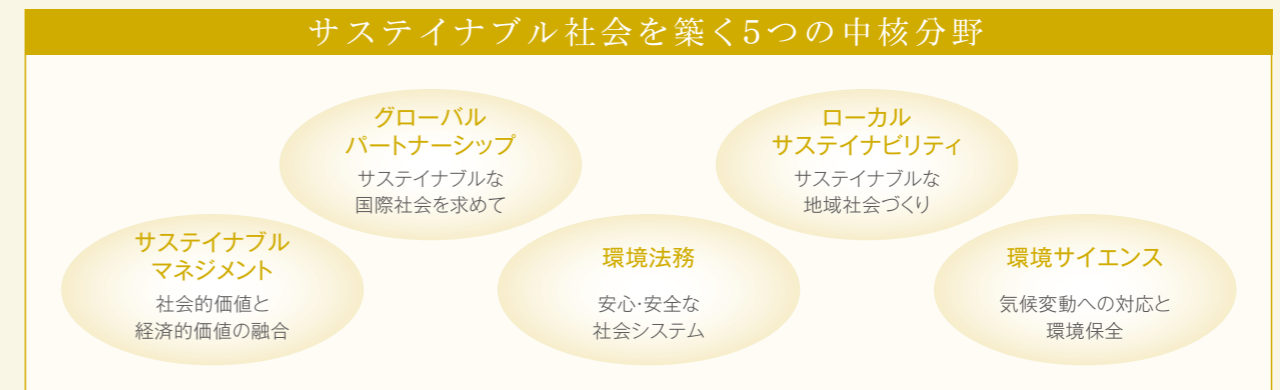 サステイナブル社会を築く5つの中核分野
グローバル
パートナーシップ
サステイナブルな
国際社会を求めて
ローカル
サステイナビリティ
サステイナブルな
地域社会づくり
サステイナブル
マネジメント
社会的価値と
経済的価値の融合
環境法務
安心・安全な
社会システム
環境サイエンス
気候変動への対応と
環境保全